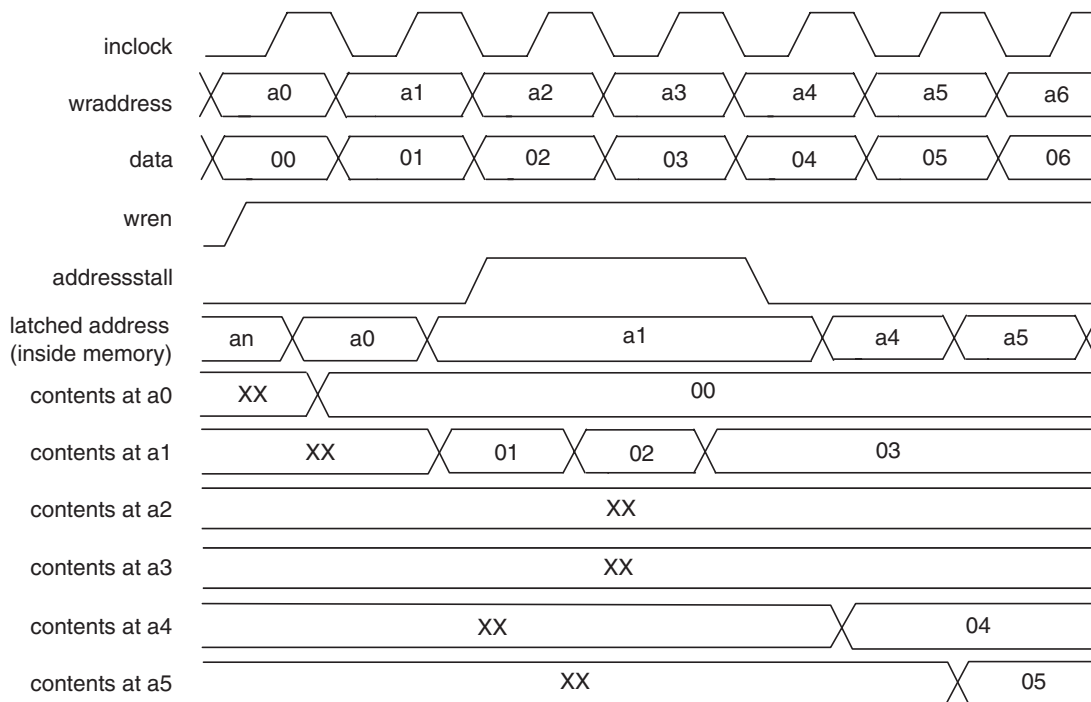 inclock
wraddress a0 a1 a2 a3 a4 a5 a6
data 00 01 02 03 04 05 06
wren
addressstall
latched address
(inside memory) an a0 a1 a4 a5
contents at a0 XX 00
contents at a1 XX 01 02 03
contents at a2 XX
contents at a3 XX
contents at a4 XX 04
contents at a5 XX 05